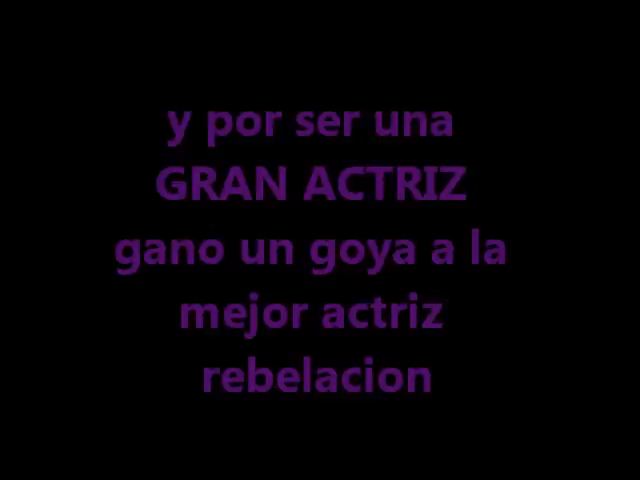 y por ser una
GRAN ACTRIZ
gano un goya a la
mejor actriz
rebelacion